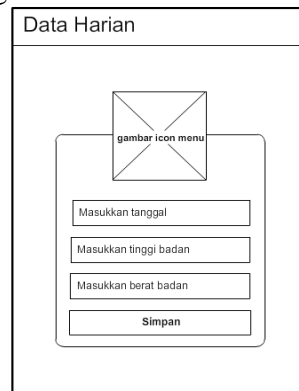 Data Harian
gambar icon menu
Masukkan tanggal
Masukkan tinggi badan
Masukkan berat badan
Simpan